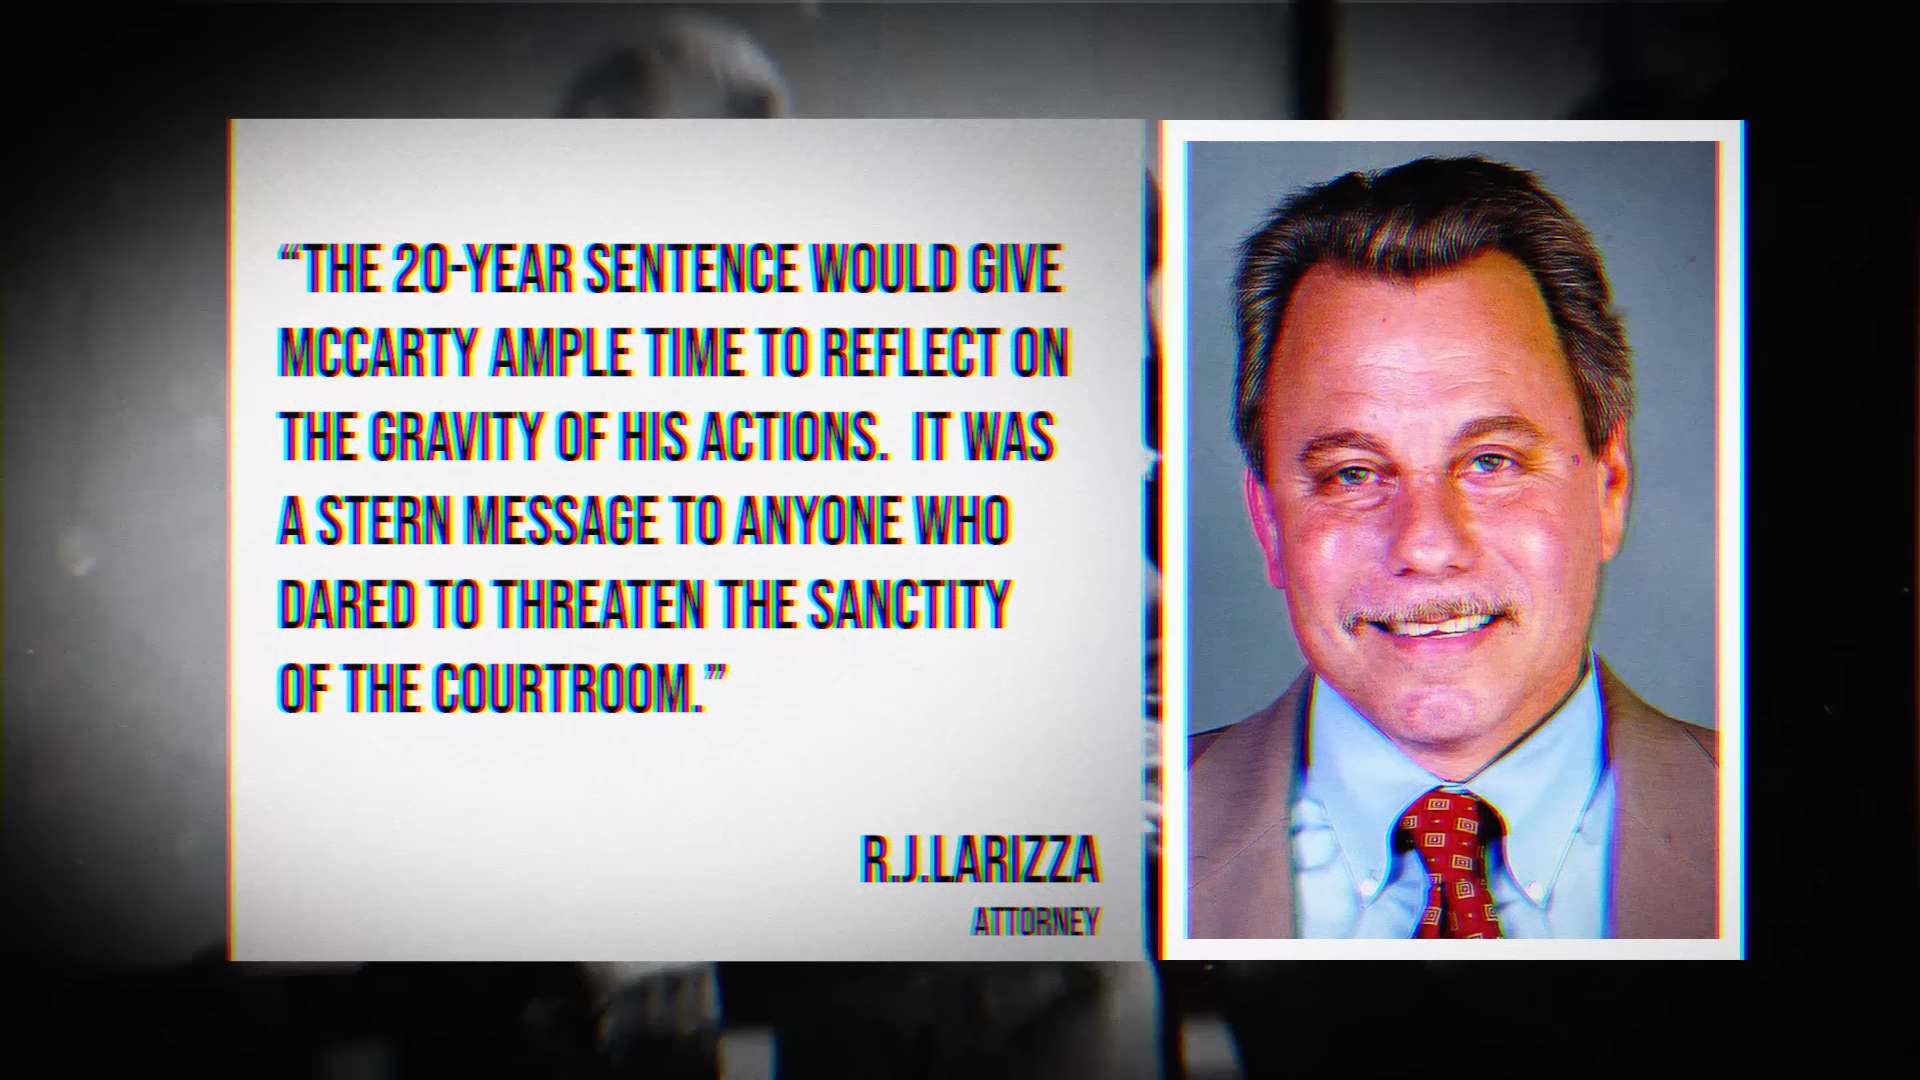 “THE 20-YEAR SENTENCE WOULD GIVE
MCCARTY AMPLE TIME TO REFLECT ON
THE GRAVITY OF HIS ACTIONS.  IT WAS
A STERN MESSAGE TO ANYONE WHO
DARED TO THREATEN THE SANCTITY
OF THE COURTROOM.”
R.J.LARIZZA
ATTORNEY